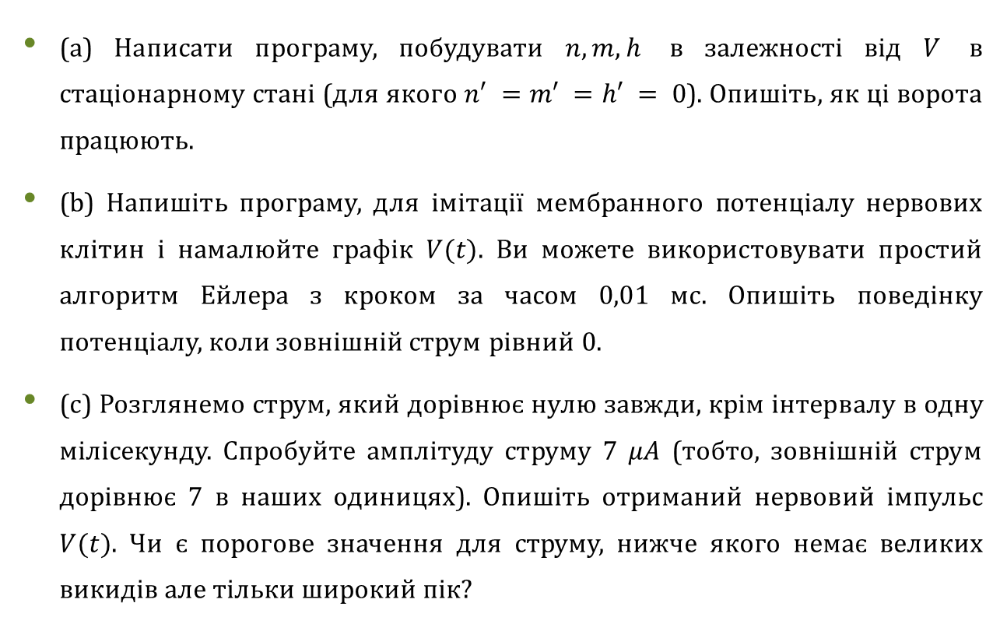 • (a) Написати програму, побудувати n, m, h в залежності від V в
стаціонарному стані (для якого n′ = m′ = h′ = 0). Опишіть, як ці ворота
працюють.
• (b) Напишіть програму, для імітації мембранного потенціалу нервових
клітин і намалюйте графік V(t). Ви можете використовувати простий
алгоритм Ейлера з кроком за часом 0,01 мс. Опишіть поведінку
потенціалу, коли зовнішній струм рівний 0.
• (c) Розглянемо струм, який дорівнює нулю завжди, крім інтервалу в одну
мілісекунду. Спробуйте амплітуду струму 7 μA (тобто, зовнішній струм
дорівнює 7 в наших одиницях). Опишіть отриманий нервовий імпульс
V(t). Чи є порогове значення для струму, нижче якого немає великих
викидів але тільки широкий пік?